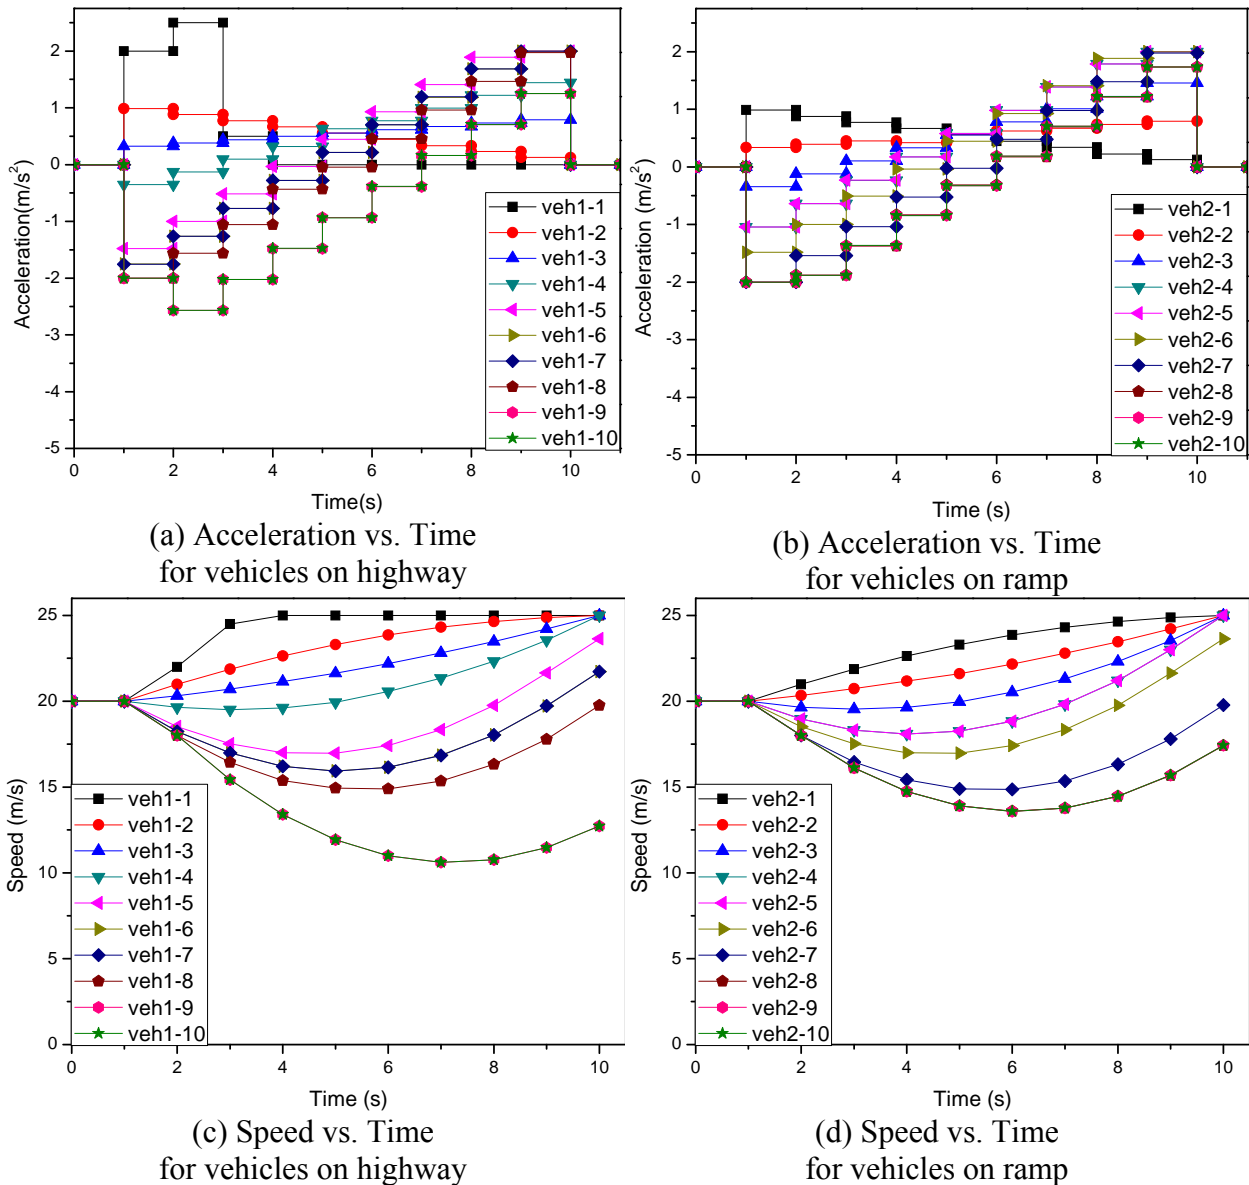 Acceleration(m/s²)
2
1
0
-1
-2
-3
-4
-5
0 2 4 6 8 10
Time(s)
veh1-1
veh1-2
veh1-3
veh1-4
veh1-5
veh1-6
veh1-7
veh1-8
veh1-9
veh1-10
(a) Acceleration vs. Time
for vehicles on highway
Acceleration (m/s²)
2
1
0
-1
-2
-3
-4
-5
0 2 4 6 8 10
Time (s)
veh2-1
veh2-2
veh2-3
veh2-4
veh2-5
veh2-6
veh2-7
veh2-8
veh2-9
veh2-10
(b) Acceleration vs. Time
for vehicles on ramp
Speed (m/s)
25
20
15
10
5
0
0 2 4 6 8 10
Time (s)
veh1-1
veh1-2
veh1-3
veh1-4
veh1-5
veh1-6
veh1-7
veh1-8
veh1-9
veh1-10
(c) Speed vs. Time
for vehicles on highway
Speed (m/s)
25
20
15
10
5
0
0 2 4 6 8 10
Time (s)
veh2-1
veh2-2
veh2-3
veh2-4
veh2-5
veh2-6
veh2-7
veh2-8
veh2-9
veh2-10
(d) Speed vs. Time
for vehicles on ramp